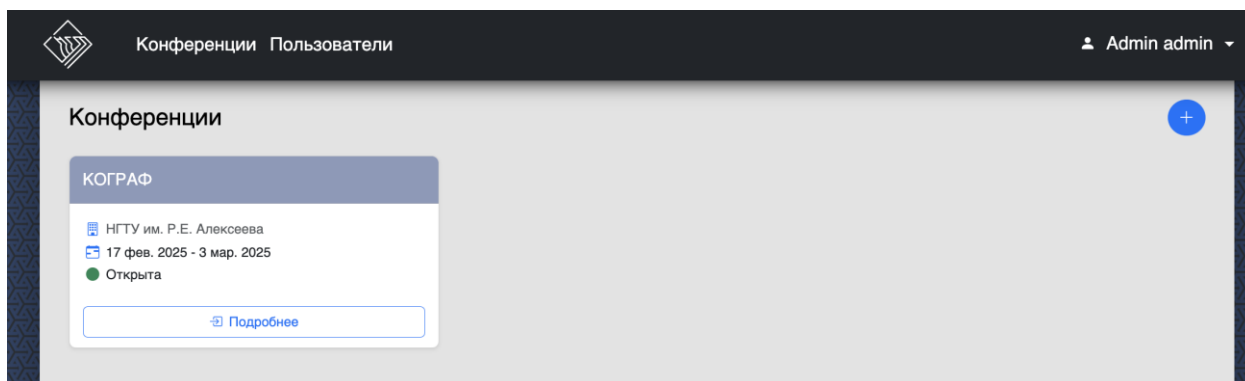 Конференции Пользователи Admin admin
Конференции
КОГРАФ
НГТУ им. Р.Е. Алексеева
17 фев. 2025 - 3 мар. 2025
Открыта
Подробнее